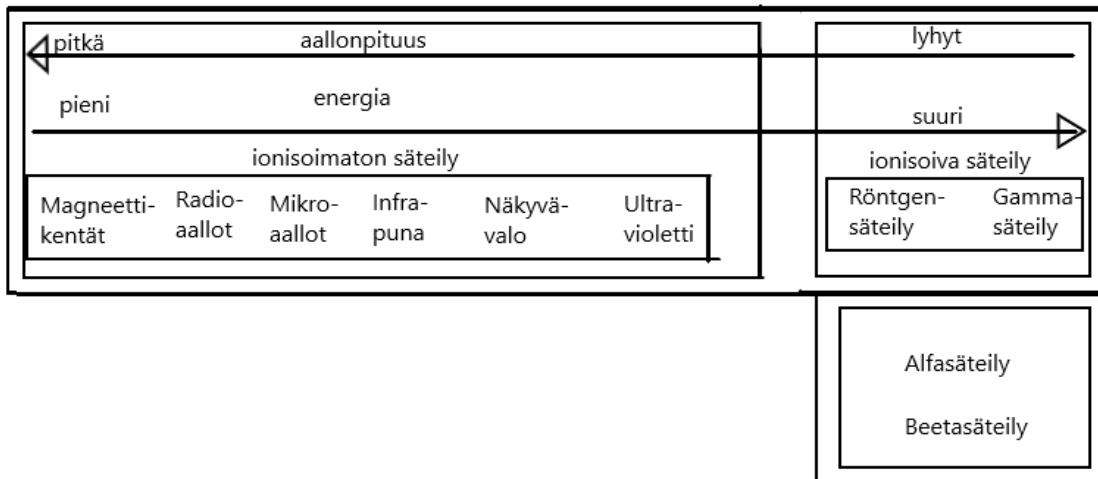 pitkä aallonpituus lyhyt
pieni energia suuri
ionisoimaton säteily ionisoiva säteily
Magneetti- Radio- Mikro- Infra- Näkyvä- Ultra- Röntgen- Gamma-
kentät aallot aallot puna valo violetti säteily säteily
Alfasäteily
Beetasäteily